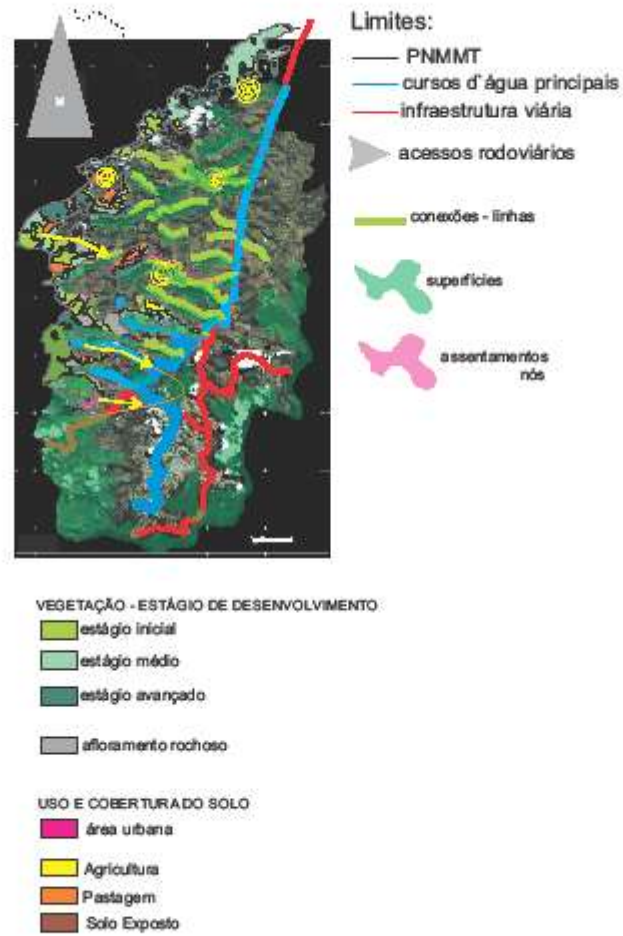 Limites:
PNMMT
cursos d'água principais
infraestrutura viária
acessos rodoviários
conexões - linhas
superfícies
assentamentos
nós
VEGETAÇÃO - ESTÁGIO DE DESENVOLVIMENTO
estágio inicial
estágio médio
estágio avançado
afloramento rochoso
USO E COBERTURA DO SOLO
área urbana
Agricultura
Pastagem
Solo Exposto